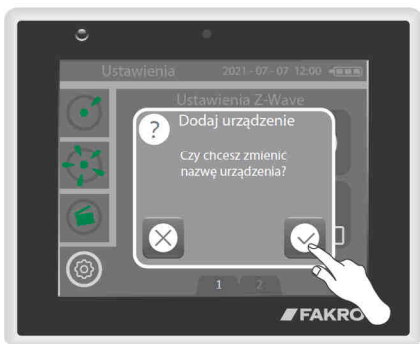 Ustawienia 2021-07-07 12:00
Ustawienia Z-Wave
? Dodaj urządzenie
Czy chcesz zmienić
nazwę urządzenia?
1 2
FAKRO